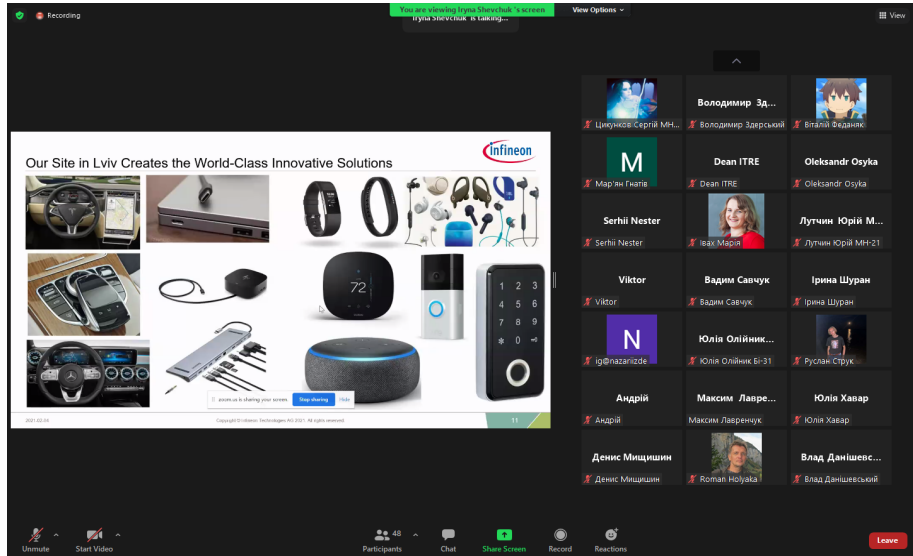 You are viewing Iryna Shevchuk 's screen
View Options
Recording
Iryna Shevchuk is talking...
View
Our Site in Lviv Creates the World-Class Innovative Solutions
infineon
72
1 2 3
4 5 6
7 8 9
0
zoom.us is sharing your screen.
Stop sharing
Hide
2021.03.04
Copyright © Infineon Technologies AG 2021. All rights reserved.
11
Цикунков Сергій МН...
Володимир Зд...
Володимир Здерський
Віталій Феданяк
M
Мар'ян Гнатів
Dean ITRE
Dean ITRE
Oleksandr Osyka
Oleksandr Osyka
Serhii Nester
Serhii Nester
Івах Марія
Лутчин Юрій М...
Лутчин Юрій МН-21
Viktor
Viktor
Вадим Савчук
Вадим Савчук
Ірина Шуран
Ірина Шуран
N
ig@nazariizde
Юлія Олійник...
Юлія Олійник Бі-31
Руслан Струк
Андрій
Андрій
Максим Лавре...
Максим Лавренчук
Юлія Хавар
Юлія Хавар
Денис Мищишин
Денис Мищишин
Roman Holyaka
Влад Данішевс...
Влад Данішевський
Unmute
Start Video
48
Participants
Chat
Share Screen
Record
Reactions
Leave